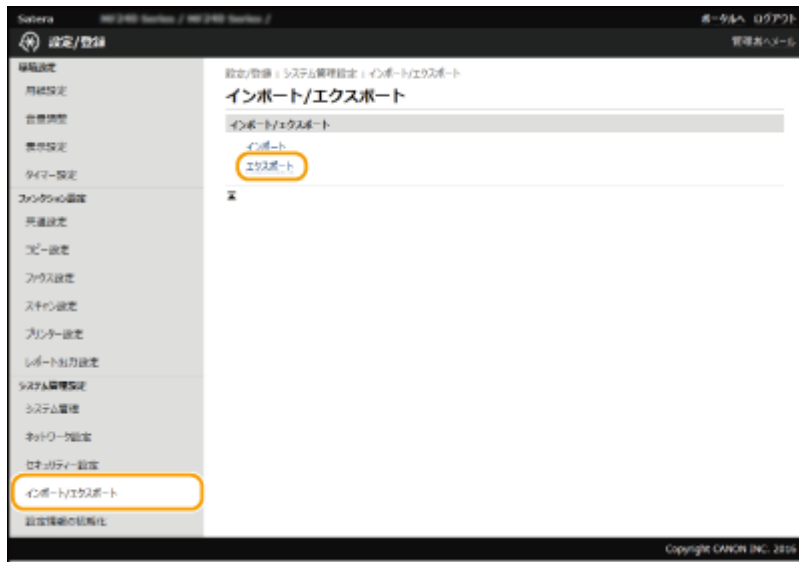 Satera MF240 Series / MF240 Series /
ポータルへ ログアウト
設定/登録
管理者へメール
環境設定
用紙設定
音量調整
表示設定
タイマー設定
ファンクション設定
共通設定
コピー設定
ファクス設定
スキャン設定
プリンター設定
レポート出力設定
システム管理設定
システム管理
ネットワーク設定
セキュリティー設定
インポート/エクスポート
設定情報の初期化
設定/登録 : システム管理設定 : インポート/エクスポート
インポート/エクスポート
インポート/エクスポート
インポート
エクスポート
Copyright CANON INC. 2016